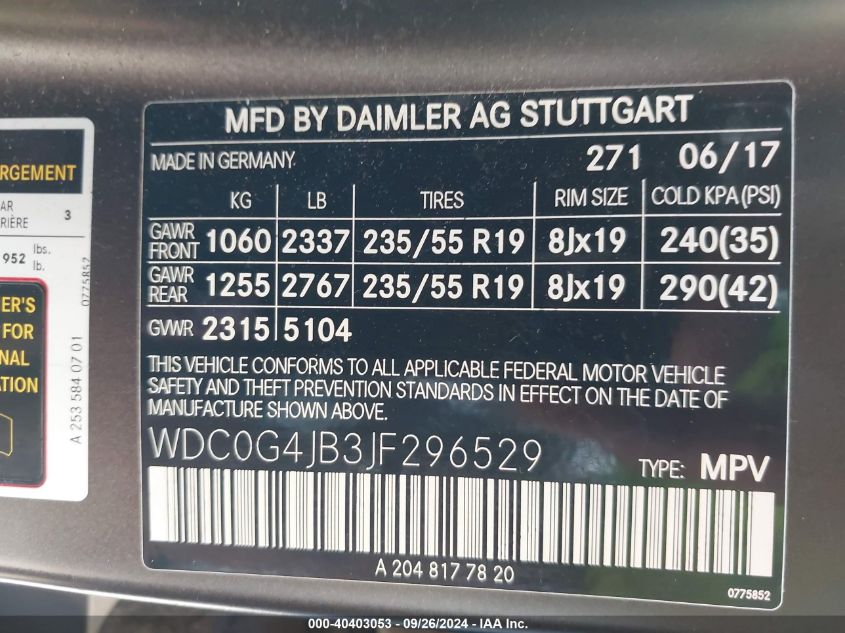 MFD BY DAIMLER AG STUTTGART
MADE IN GERMANY 271 06/17
KG LB TIRES RIM SIZE COLD KPA (PSI)
GAWR FRONT 1060 2337 235/55 R19 8Jx19 240(35)
GAWR REAR 1255 2767 235/55 R19 8Jx19 290(42)
GVWR 2315 5104
THIS VEHICLE CONFORMS TO ALL APPLICABLE FEDERAL MOTOR VEHICLE
SAFETY AND THEFT PREVENTION STANDARDS IN EFFECT ON THE DATE OF
MANUFACTURE SHOWN ABOVE.
WDC0G4JB3JF296529 TYPE: MPV
A 204 817 78 20
0775852
RGEMENT
AR
RIÈRE 3
952 lbs.
lb.
0775852
ER'S
FOR
NAL
ATION
A 253 584 07 01
000-40403053 - 09/26/2024 - IAA Inc.